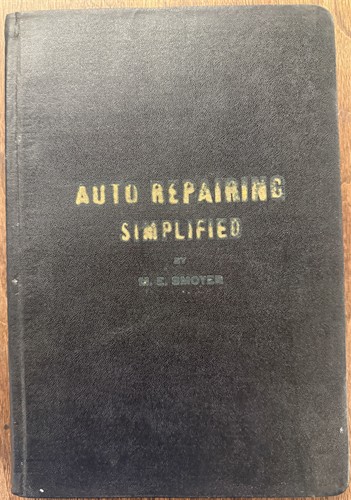 AUTO REPAIRING
SIMPLIFIED
BY
M. E. SMOYER